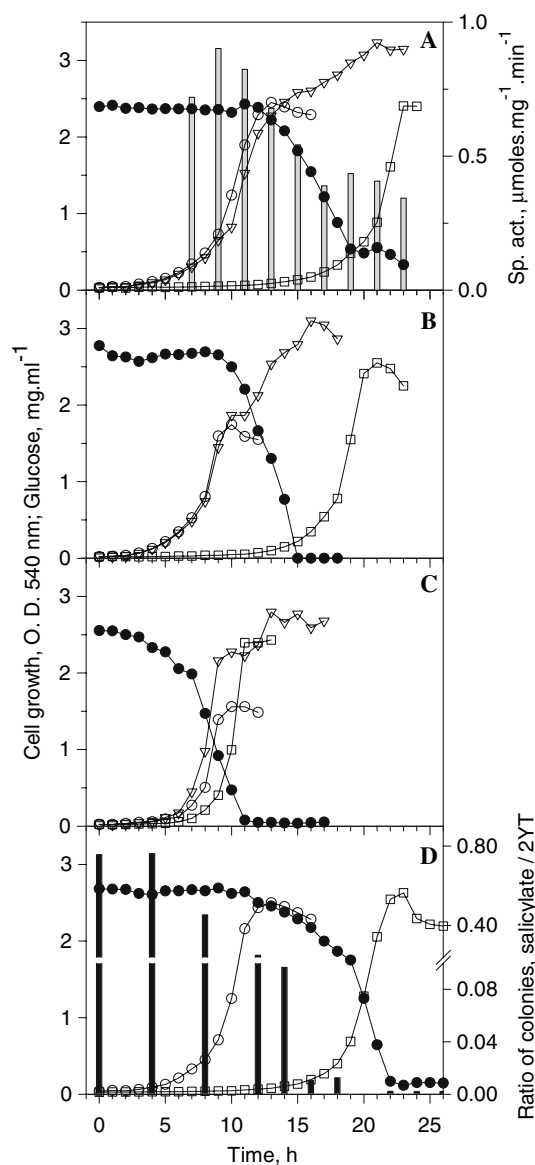 A
3
2
1
0
1.0
0.5
0.0
Sp. act., μmoles.mg⁻¹.min⁻¹
B
3
2
1
0
Cell growth, O. D. 540 nm; Glucose, mg.ml⁻¹
C
3
2
1
0
D
3
2
1
0
0.80
0.40
0.08
0.04
0.00
Ratio of colonies, salicylate / 2YT
0 5 10 15 20 25
Time, h